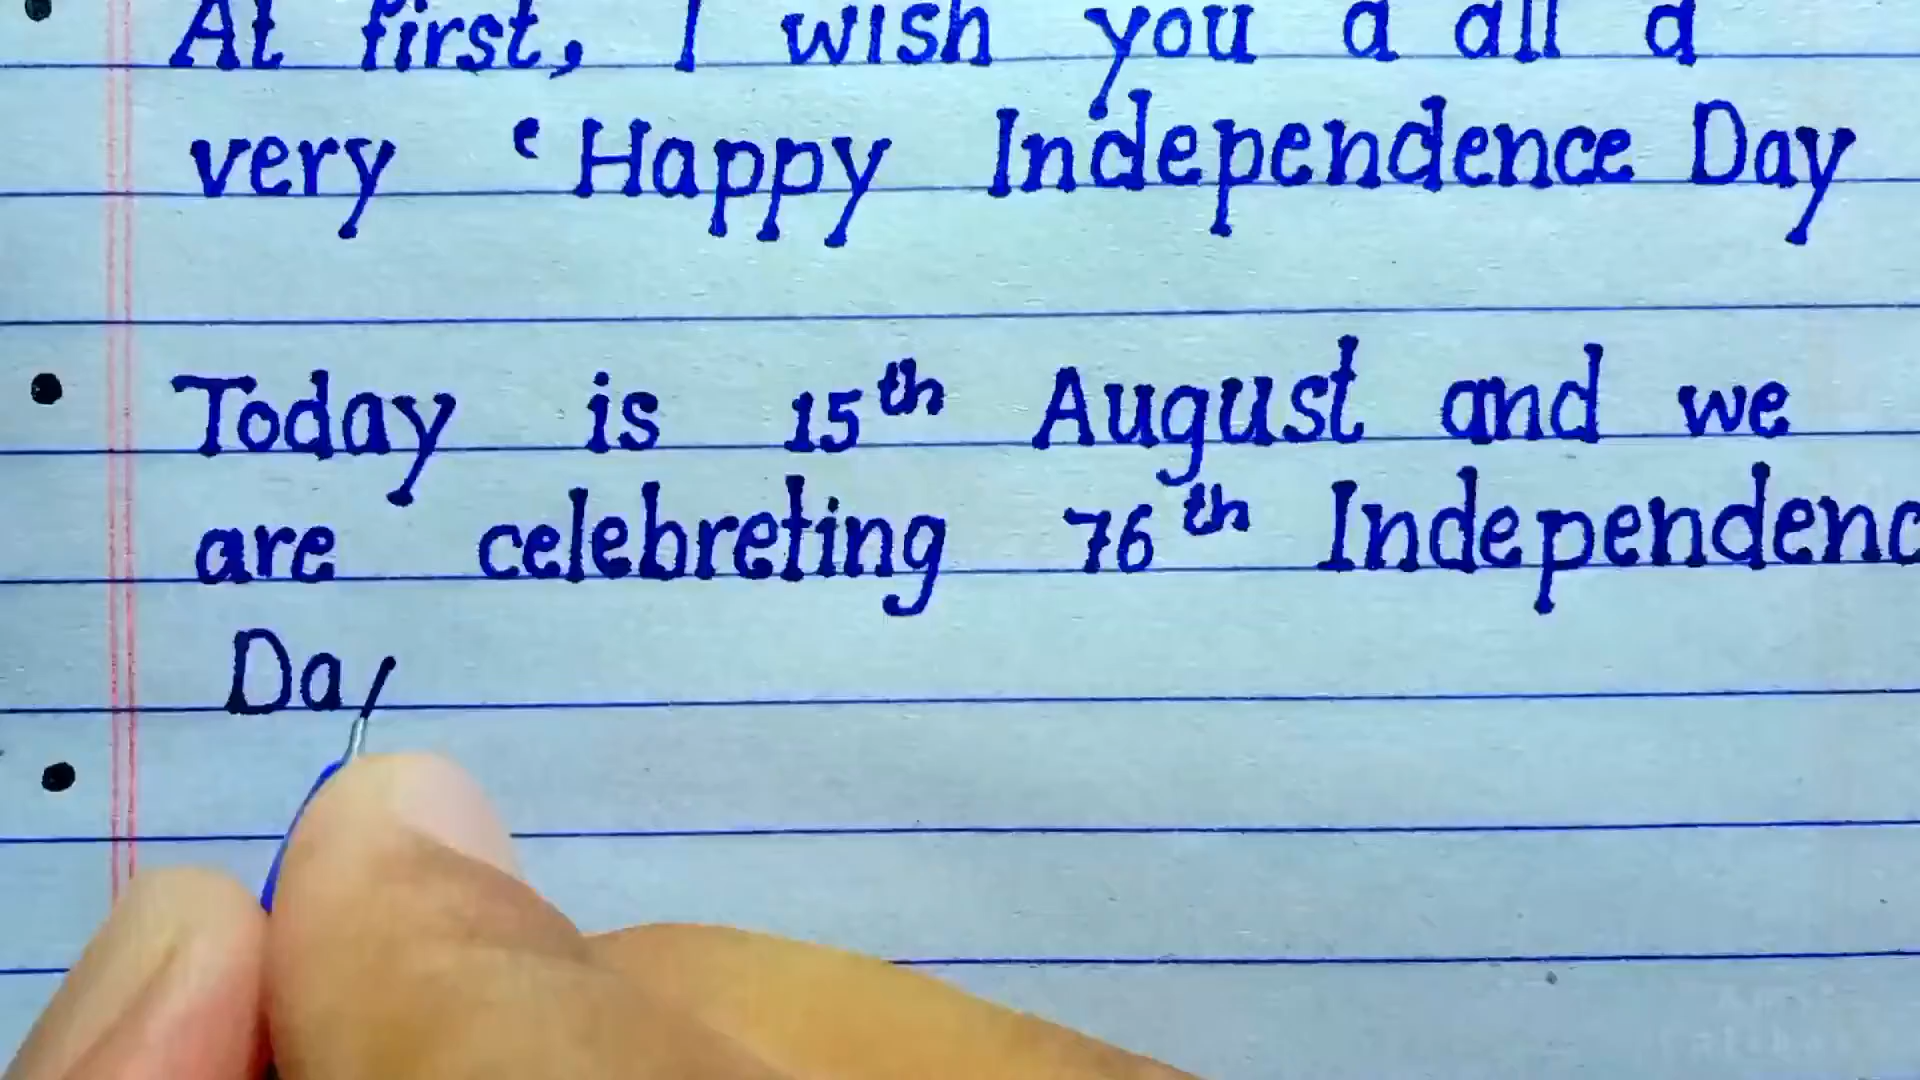 At first, I wish you a all a
very ‘Happy Independence Day
Today is 15th August and we
are celebreting 76th Independenc
Da